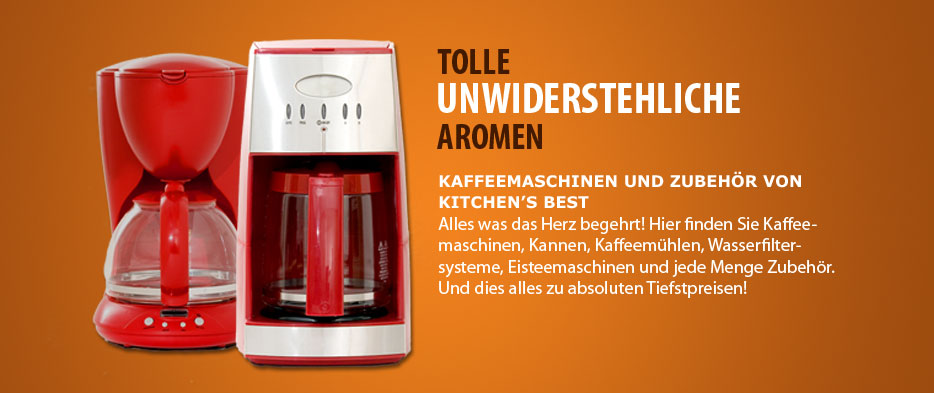 TOLLE
UNWIDERSTEHLICHE
AROMEN
KAFFEEMASCHINEN UND ZUBEHÖR VON
KITCHEN’S BEST
Alles was das Herz begehrt! Hier finden Sie Kaffee-
maschinen, Kannen, Kaffeemühlen, Wasserfilter-
systeme, Eisteemaschinen und jede Menge Zubehör.
Und dies alles zu absoluten Tiefstpreisen!